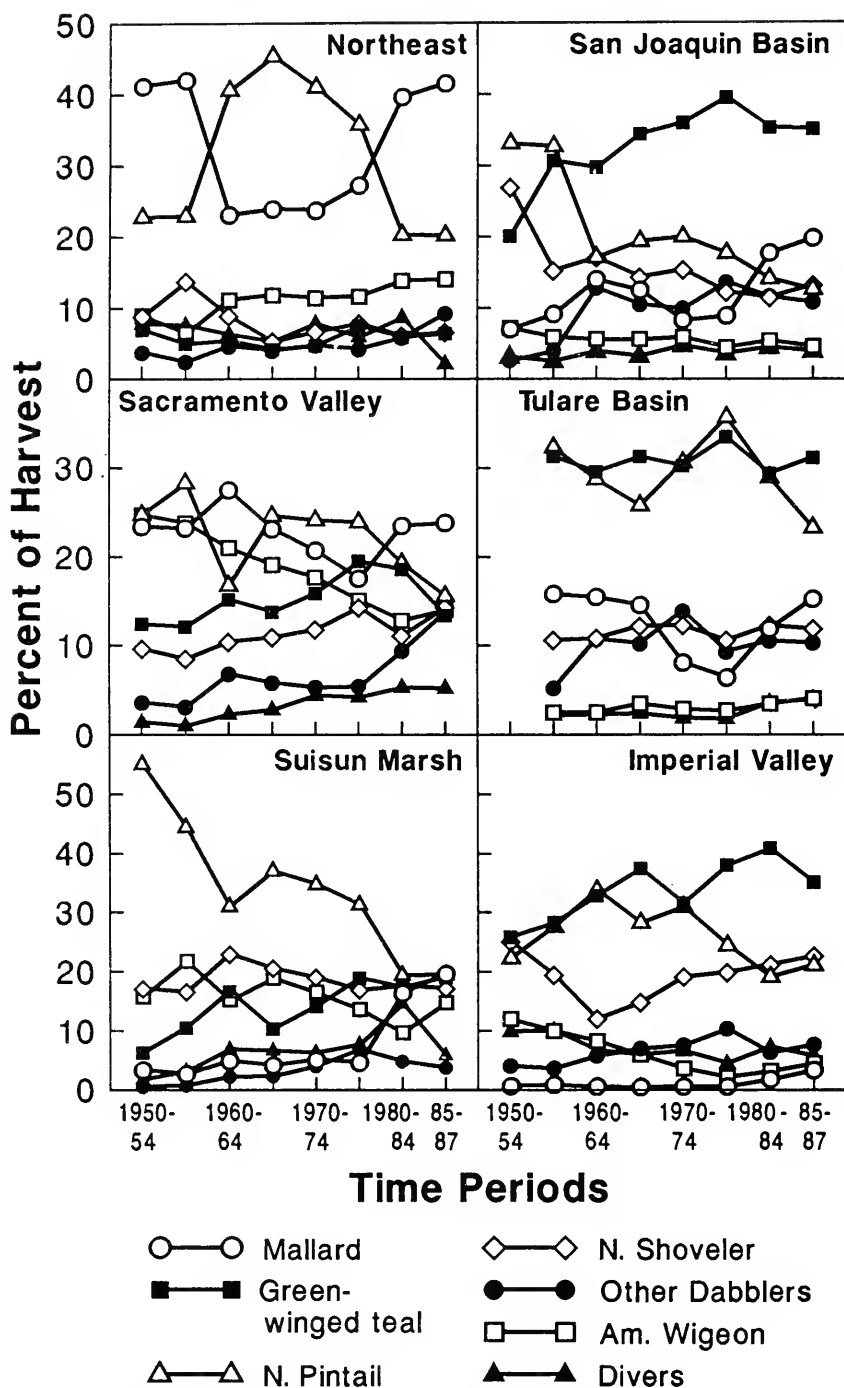 50
40
30
20
10
0
Northeast
San Joaquin Basin
30
20
10
0
Sacramento Valley
Tulare Basin
50
40
30
20
10
0
Suisun Marsh
Imperial Valley
Percent of Harvest
1950-
54
1960-
64
1970-
74
1980-
84
85-
87
1950-
54
1960-
64
1970-
74
1980-
84
85-
87
Time Periods
Mallard
Green-
winged teal
N. Pintail
N. Shoveler
Other Dabblers
Am. Wigeon
Divers